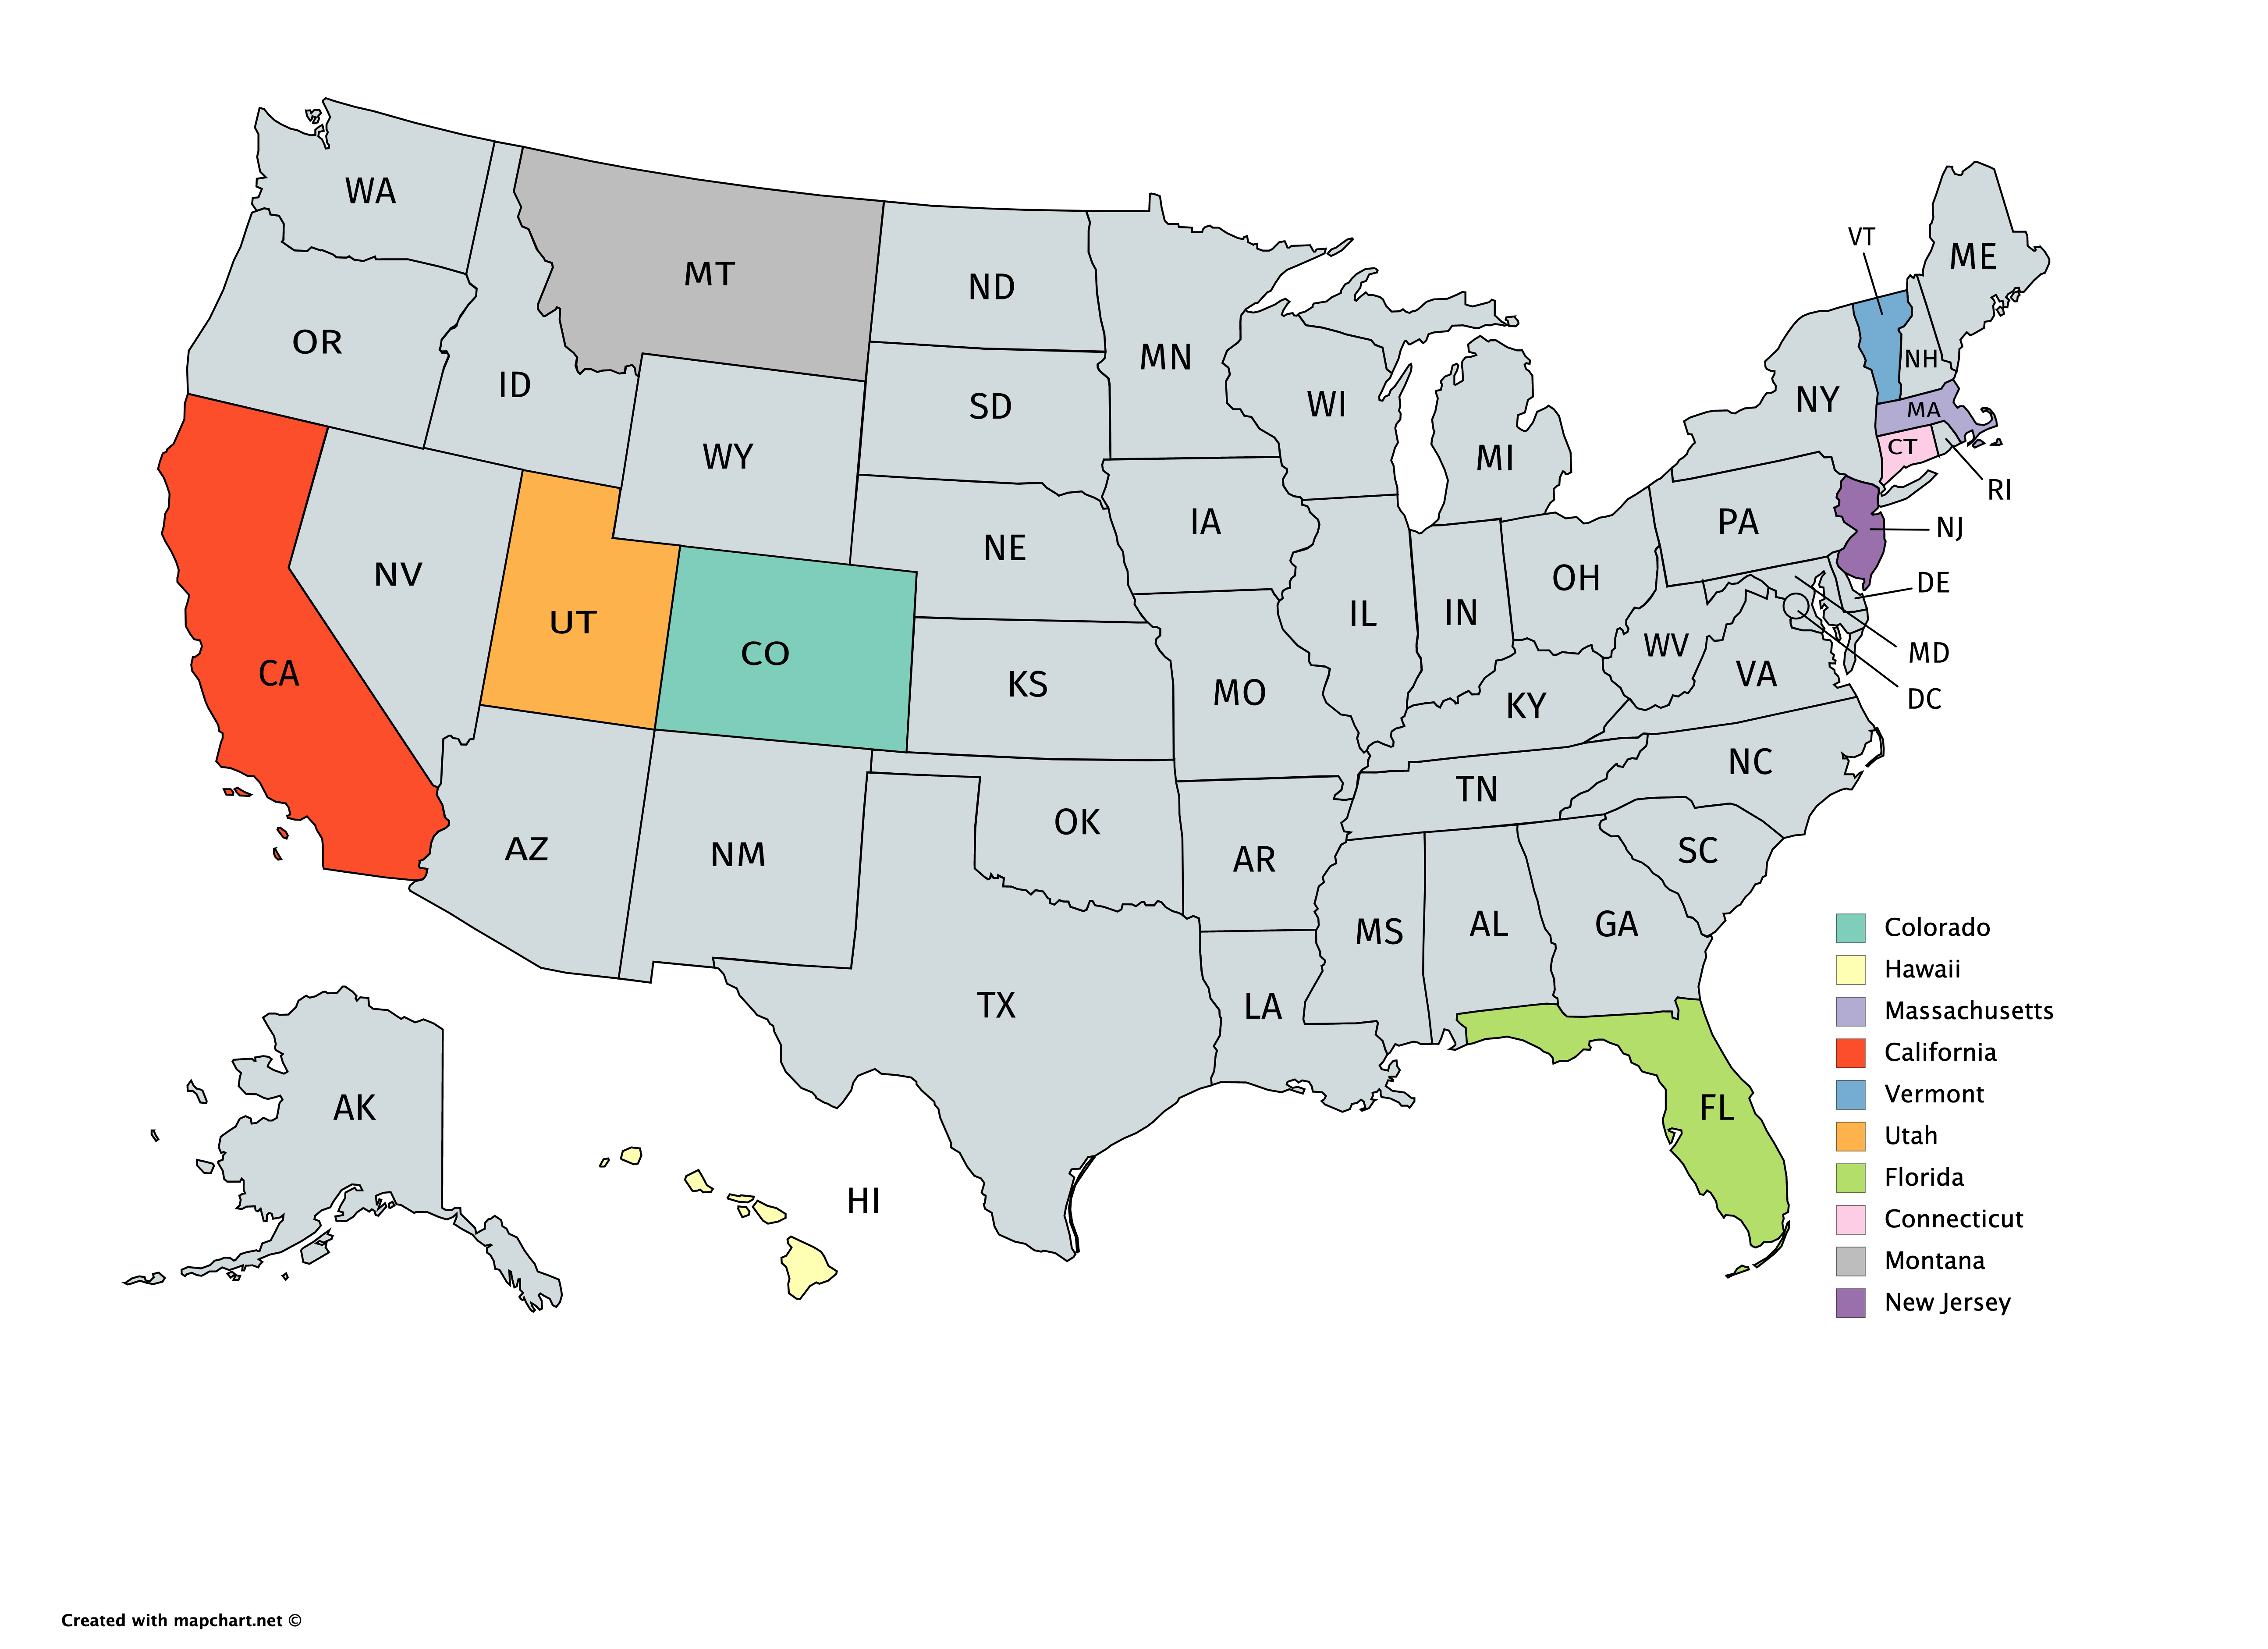 WA
MT
ND
MN
VT
ME
OR
ID
SD
WI
NH
NY
MA
WY
MI
CT
RI
IA
PA
NJ
NE
NV
OH
DE
UT
IL
IN
CO
WV
MD
CA
KS
MO
VA
DC
KY
NC
TN
OK
AZ
NM
AR
SC
MS
AL
GA
TX
LA
AK
FL
HI
Colorado
Hawaii
Massachusetts
California
Vermont
Utah
Florida
Connecticut
Montana
New Jersey
Created with mapchart.net ©